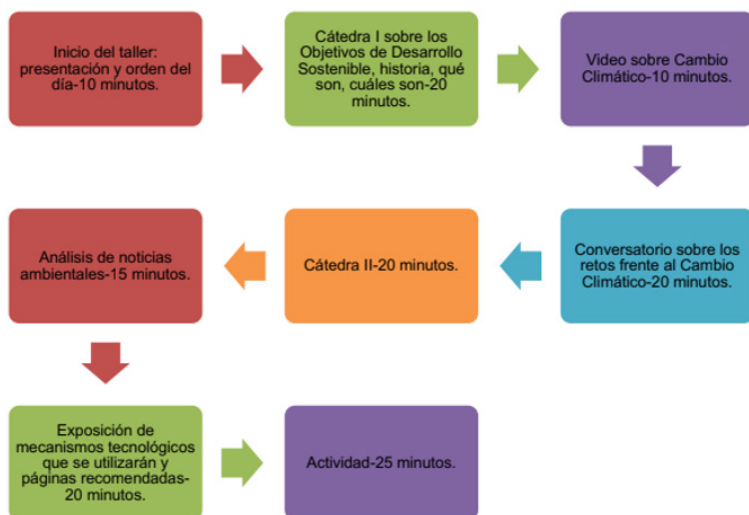 Inicio del taller:
presentación y orden del
día-10 minutos.
Cátedra I sobre los
Objetivos de Desarrollo
Sostenible, historia, qué
son, cuáles son-20
minutos.
Video sobre Cambio
Climático-10 minutos.
Conversatorio sobre los
retos frente al Cambio
Climático-20 minutos.
Cátedra II-20 minutos.
Análisis de noticias
ambientales-15 minutos.
Exposición de
mecanismos tecnológicos
que se utilizarán y
páginas recomendadas-
20 minutos.
Actividad-25 minutos.